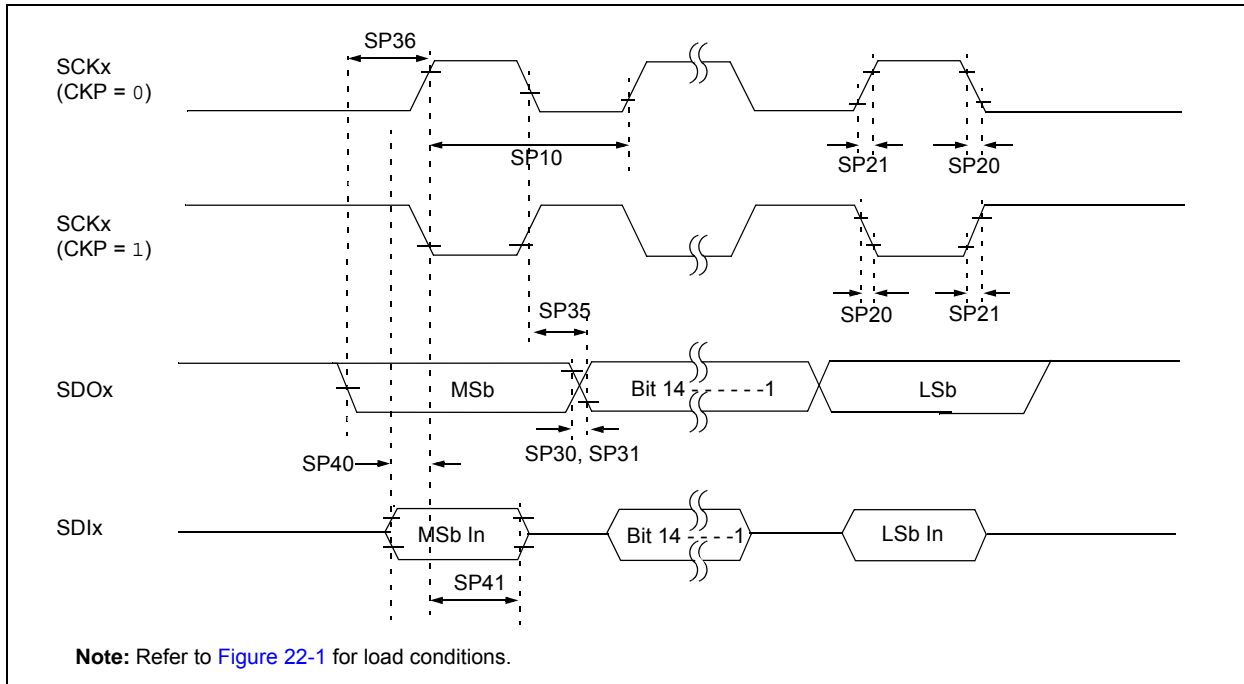 SP36
SCKx
(CKP = 0)
SP10
SP21
SP20
SCKx
(CKP = 1)
SP35
SP20
SP21
SDOx
MSb
Bit 14 - - - - - -1
LSb
SP30, SP31
SP40
SDIx
MSb In
Bit 14 - - - - -1
LSb In
SP41
Note: Refer to Figure 22-1 for load conditions.